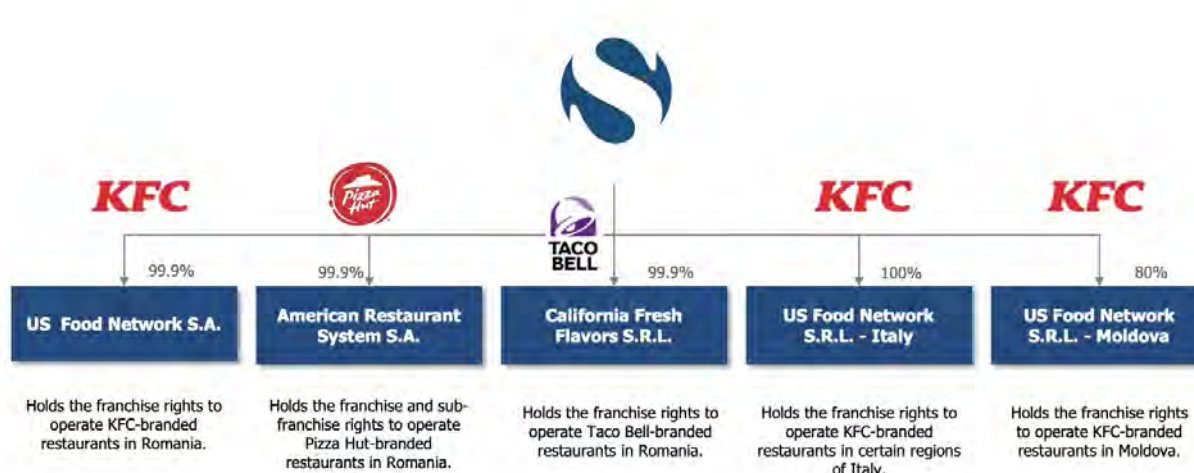 KFC
Pizza
Hut
TACO
BELL
KFC
KFC
99.9%
99.9%
99.9%
100%
80%
US Food Network S.A.
American Restaurant
System S.A.
California Fresh
Flavors S.R.L.
US Food Network
S.R.L. - Italy
US Food Network
S.R.L. - Moldova
Holds the franchise rights to
operate KFC-branded
restaurants in Romania.
Holds the franchise and sub-
franchise rights to operate
Pizza Hut-branded
restaurants in Romania.
Holds the franchise rights to
operate Taco Bell-branded
restaurants in Romania.
Holds the franchise rights to
operate KFC-branded
restaurants in certain regions
of Italy.
Holds the franchise rights
to operate KFC-branded
restaurants in Moldova.